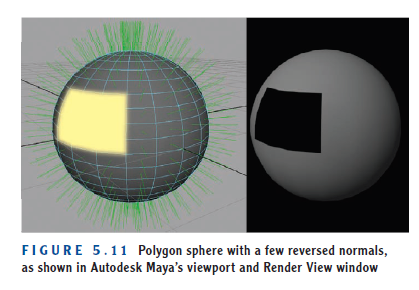 FIGURE 5.11 Polygon sphere with a few reversed normals,
as shown in Autodesk Maya's viewport and Render View window